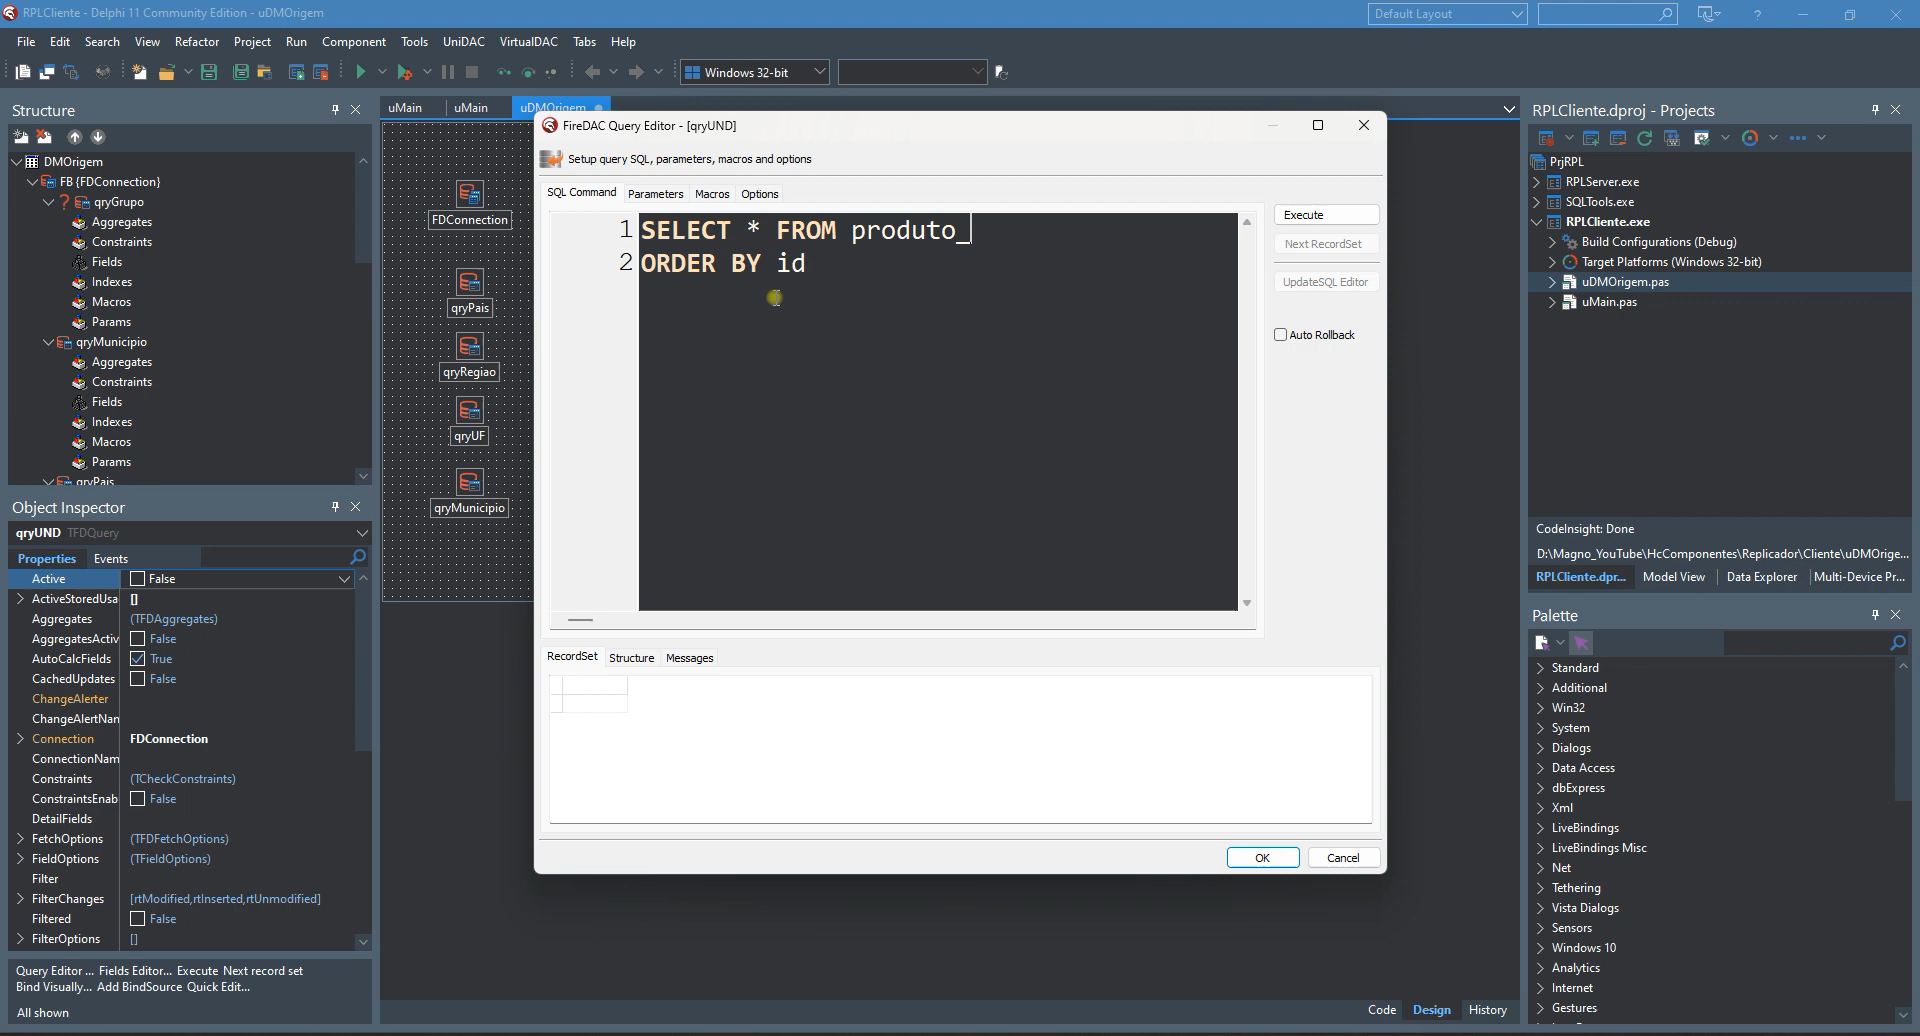 RPLCliente - Delphi 11 Community Edition - uDMOrigem
Default Layout
?
File Edit Search View Refactor Project Run Component Tools UniDAC VirtualDAC Tabs Help
Windows 32-bit
Structure
DMOrigem
FB {FDConnection}
qryGrupo
Aggregates
Constraints
Fields
Indexes
Macros
Params
qryMunicipio
Aggregates
Constraints
Fields
Indexes
Macros
Params
qryPais
Object Inspector
qryUND TFDQuery
Properties Events
Active False
ActiveStoredUsa []
Aggregates (TFDAggregates)
AggregatesActiv False
AutoCalcFields True
CachedUpdates False
ChangeAlerter
ChangeAlertNan
Connection FDConnection
ConnectionNam
Constraints (TCheckConstraints)
ConstraintsEnab False
DetailFields
FetchOptions (TFDFetchOptions)
FieldOptions (TFieldOptions)
Filter
FilterChanges [rtModified,rtInserted,rtUnmodified]
Filtered False
FilterOptions []
Query Editor ... Fields Editor... Execute Next record set
Bind Visually... Add BindSource Quick Edit...
All shown
uMain uMain uDMOrigem
FDConnection
qryPais
qryRegiao
qryUF
qryMunicipio
FireDAC Query Editor - [qryUND]
Setup query SQL, parameters, macros and options
SQL Command Parameters Macros Options
1 SELECT * FROM produto_
2 ORDER BY id
Execute
Next RecordSet
UpdateSQL Editor
Auto Rollback
RecordSet Structure Messages
OK Cancel
Code Design History
RPLCliente.dproj - Projects
PrjRPL
RPLServer.exe
SQLTools.exe
RPLCliente.exe
Build Configurations (Debug)
Target Platforms (Windows 32-bit)
uDMOrigem.pas
uMain.pas
CodeInsight: Done
D:\Magno_YouTube\HcComponentes\Replicador\Cliente\uDMOrige...
RPLCliente.dpr... Model View Data Explorer Multi-Device Pr...
Palette
Standard
Additional
Win32
System
Dialogs
Data Access
dbExpress
Xml
LiveBindings
LiveBindings Misc
Net
Tethering
Vista Dialogs
Sensors
Windows 10
Analytics
Internet
Gestures